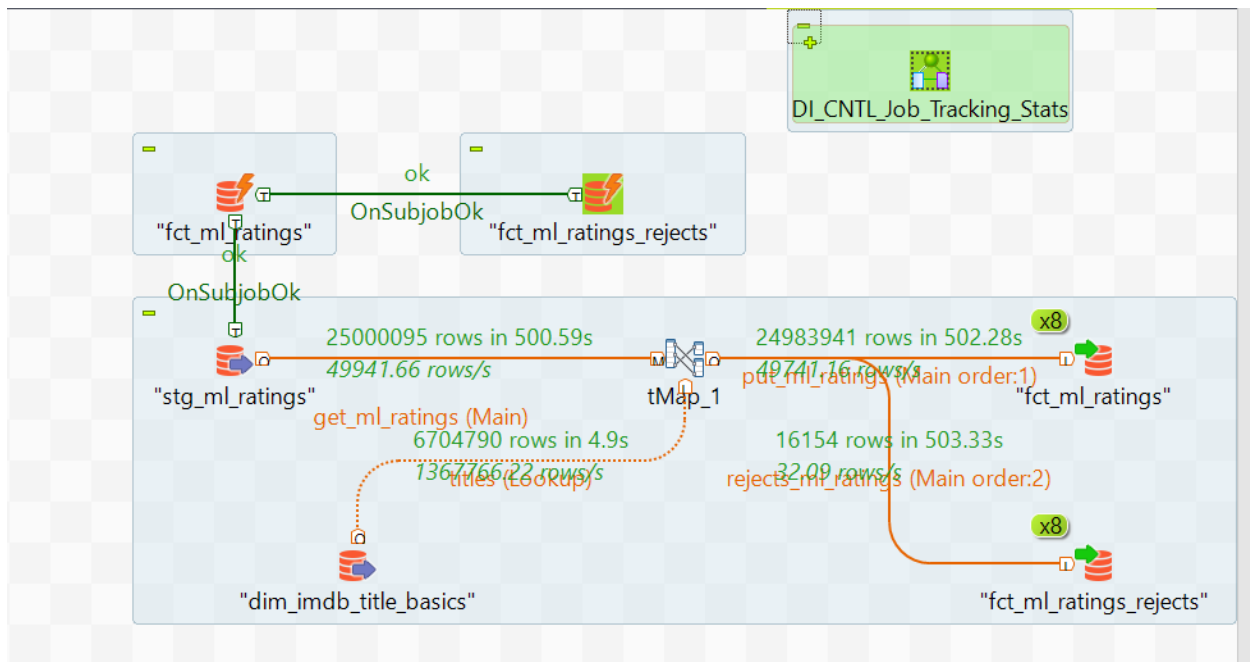 DI_CNTL_Job_Tracking_Stats
ok
OnSubjobOk
"fct_ml_ratings"
"fct_ml_ratings_rejects"
ok
OnSubjobOk
25000095 rows in 500.59s
49941.66 rows/s
get_ml_ratings (Main)
"stg_ml_ratings"
tMap_1
24983941 rows in 502.28s
49741.16 rows/s
put_ml_ratings (Main order:1)
x8
"fct_ml_ratings"
6704790 rows in 4.9s
1367766.22 rows/s
titles (Lookup)
16154 rows in 503.33s
32.09 rows/s
rejects_ml_ratings (Main order:2)
x8
"dim_imdb_title_basics"
"fct_ml_ratings_rejects"